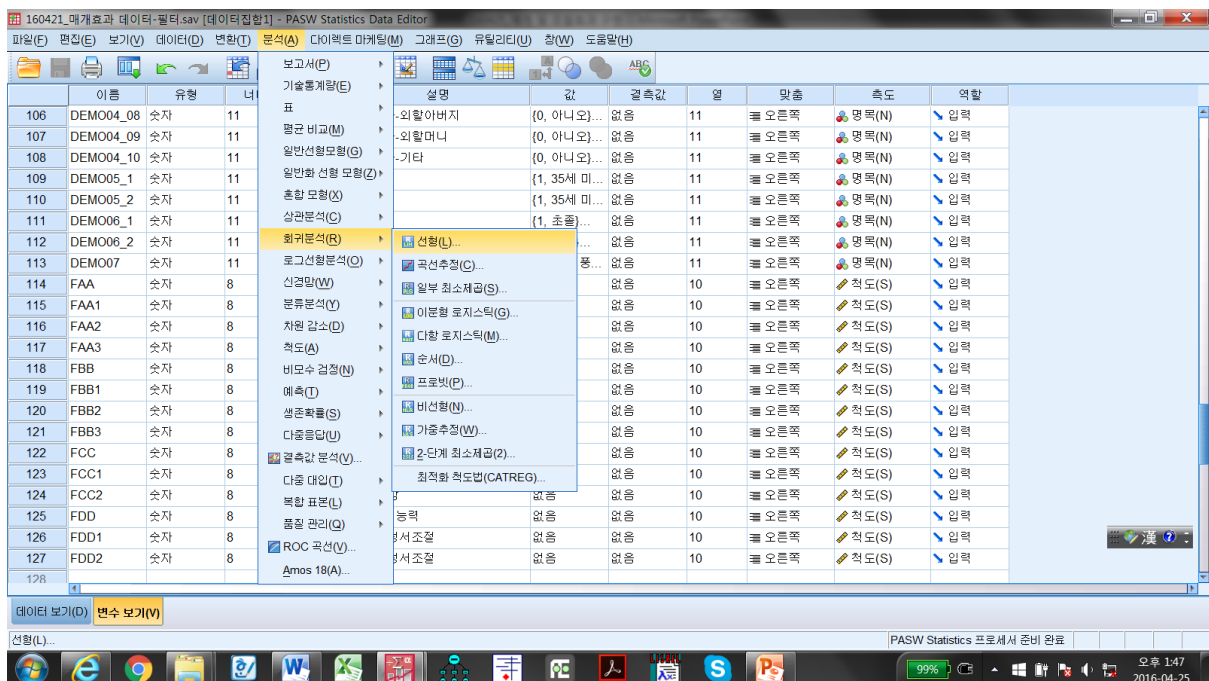 160421_매개효과 데이터-필터.sav [데이터집합1] - PASW Statistics Data Editor
파일(F) 편집(E) 보기(V) 데이터(D) 변환(T) 분석(A) 다이렉트 마케팅(M) 그래프(G) 유틸리티(U) 창(W) 도움말(H)
보고서(P)
기술통계량(E)
표
평균 비교(M)
일반선형모형(G)
일반화 선형 모형(Z)
혼합 모형(X)
상관분석(C)
회귀분석(R)
로그선형분석(O)
신경망(W)
분류분석(Y)
차원 감소(D)
척도(A)
비모수 검정(N)
예측(T)
생존확률(S)
다중응답(U)
결측값 분석(V)...
다중 대입(T)
복합 표본(L)
품질 관리(Q)
ROC 곡선(V)...
Amos 18(A)...
선형(L)...
곡선추정(C)...
일부 최소제곱(S)...
이분형 로지스틱(G)...
다항 로지스틱(M)...
순서(D)...
프로빗(P)...
비선형(N)...
가중추정(W)...
2-단계 최소제곱(2)...
최적화 척도법(CATREG)...
이름 유형 설명 값 결측값 열 맞춤 측도 역할
106 DEMO04_08 숫자 11 -외할아버지 {0, 아니오}... 없음 11 오른쪽 명목(N) 입력
107 DEMO04_09 숫자 11 -외할머니 {0, 아니오}... 없음 11 오른쪽 명목(N) 입력
108 DEMO04_10 숫자 11 -기타 {0, 아니오}... 없음 11 오른쪽 명목(N) 입력
109 DEMO05_1 숫자 11 {1, 35세 미... 없음 11 오른쪽 명목(N) 입력
110 DEMO05_2 숫자 11 {1, 35세 미... 없음 11 오른쪽 명목(N) 입력
111 DEMO06_1 숫자 11 {1, 초졸}... 없음 11 오른쪽 명목(N) 입력
112 DEMO06_2 숫자 11 ... 없음 11 오른쪽 명목(N) 입력
113 DEMO07 숫자 11 풍... 없음 11 오른쪽 명목(N) 입력
114 FAA 숫자 8 없음 10 오른쪽 척도(S) 입력
115 FAA1 숫자 8 없음 10 오른쪽 척도(S) 입력
116 FAA2 숫자 8 없음 10 오른쪽 척도(S) 입력
117 FAA3 숫자 8 없음 10 오른쪽 척도(S) 입력
118 FBB 숫자 8 없음 10 오른쪽 척도(S) 입력
119 FBB1 숫자 8 없음 10 오른쪽 척도(S) 입력
120 FBB2 숫자 8 없음 10 오른쪽 척도(S) 입력
121 FBB3 숫자 8 없음 10 오른쪽 척도(S) 입력
122 FCC 숫자 8 없음 10 오른쪽 척도(S) 입력
123 FCC1 숫자 8 없음 10 오른쪽 척도(S) 입력
124 FCC2 숫자 8 없음 없음 10 오른쪽 척도(S) 입력
125 FDD 숫자 8 능력 없음 없음 10 오른쪽 척도(S) 입력
126 FDD1 숫자 8 서조절 없음 없음 10 오른쪽 척도(S) 입력
127 FDD2 숫자 8 서조절 없음 없음 10 오른쪽 척도(S) 입력
128
漢
데이터 보기(D) 변수 보기(V)
선형(L)... PASW Statistics 프로세서 준비 완료
99% 오후 1:47
2016-04-25